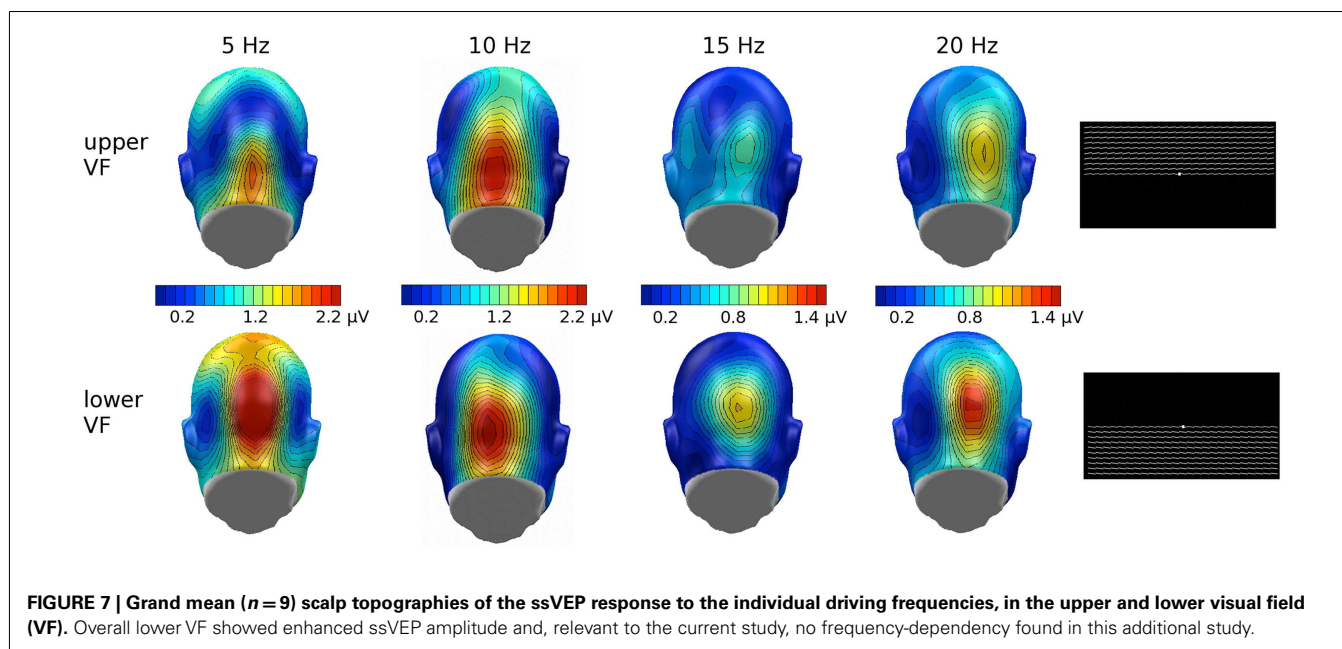 5 Hz 10 Hz 15 Hz 20 Hz
upper
VF
0.2 1.2 2.2 µV 0.2 1.2 2.2 µV 0.2 0.8 1.4 µV 0.2 0.8 1.4 µV
lower
VF
FIGURE 7 | Grand mean (n = 9) scalp topographies of the ssVEP response to the individual driving frequencies, in the upper and lower visual field
(VF). Overall lower VF showed enhanced ssVEP amplitude and, relevant to the current study, no frequency-dependency found in this additional study.